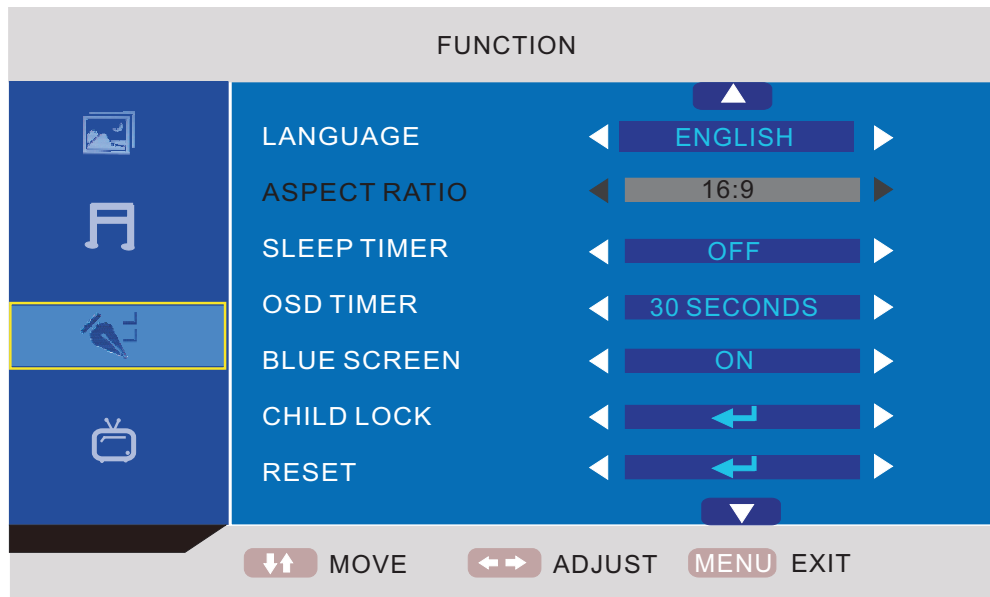 FUNCTION
LANGUAGE ENGLISH
ASPECT RATIO 16:9
SLEEP TIMER OFF
OSD TIMER 30 SECONDS
BLUE SCREEN ON
CHILD LOCK
RESET
MOVE ADJUST MENU EXIT